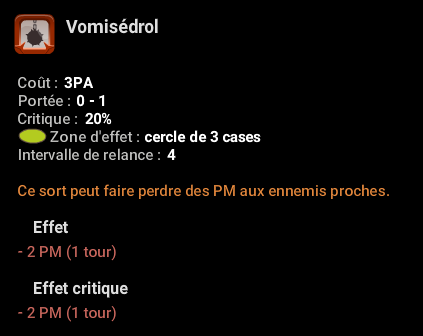 Vomisédrol
Coût : 3PA
Portée : 0 - 1
Critique : 20%
Zone d'effet : cercle de 3 cases
Intervalle de relance : 4
Ce sort peut faire perdre des PM aux ennemis proches.
Effet
- 2 PM (1 tour)
Effet critique
- 2 PM (1 tour)